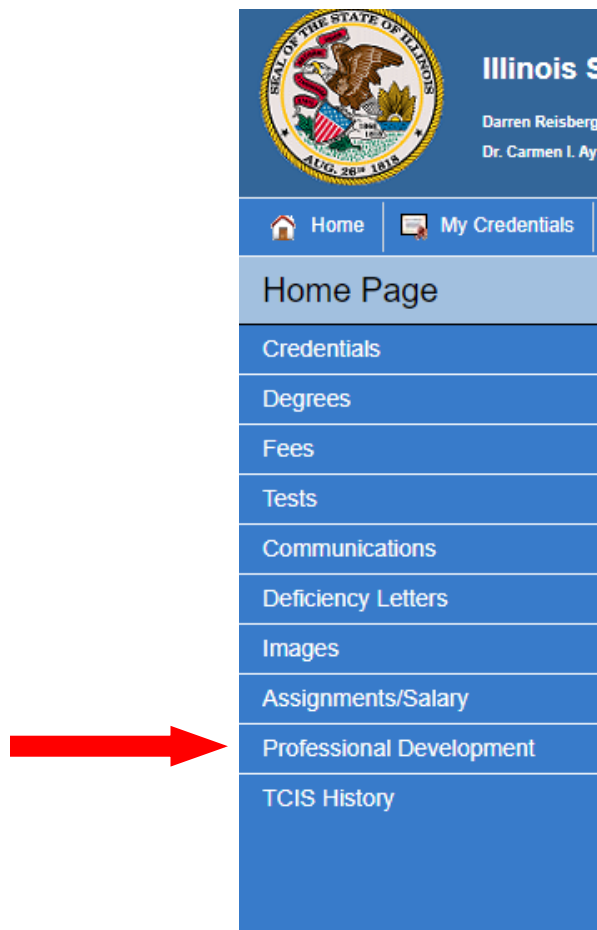 SEAL OF THE STATE OF ILLINOIS
AUG. 26TH 1818
Illinois S
Darren Reisberg
Dr. Carmen I. Ay
Home
My Credentials
Home Page
Credentials
Degrees
Fees
Tests
Communications
Deficiency Letters
Images
Assignments/Salary
Professional Development
TCIS History